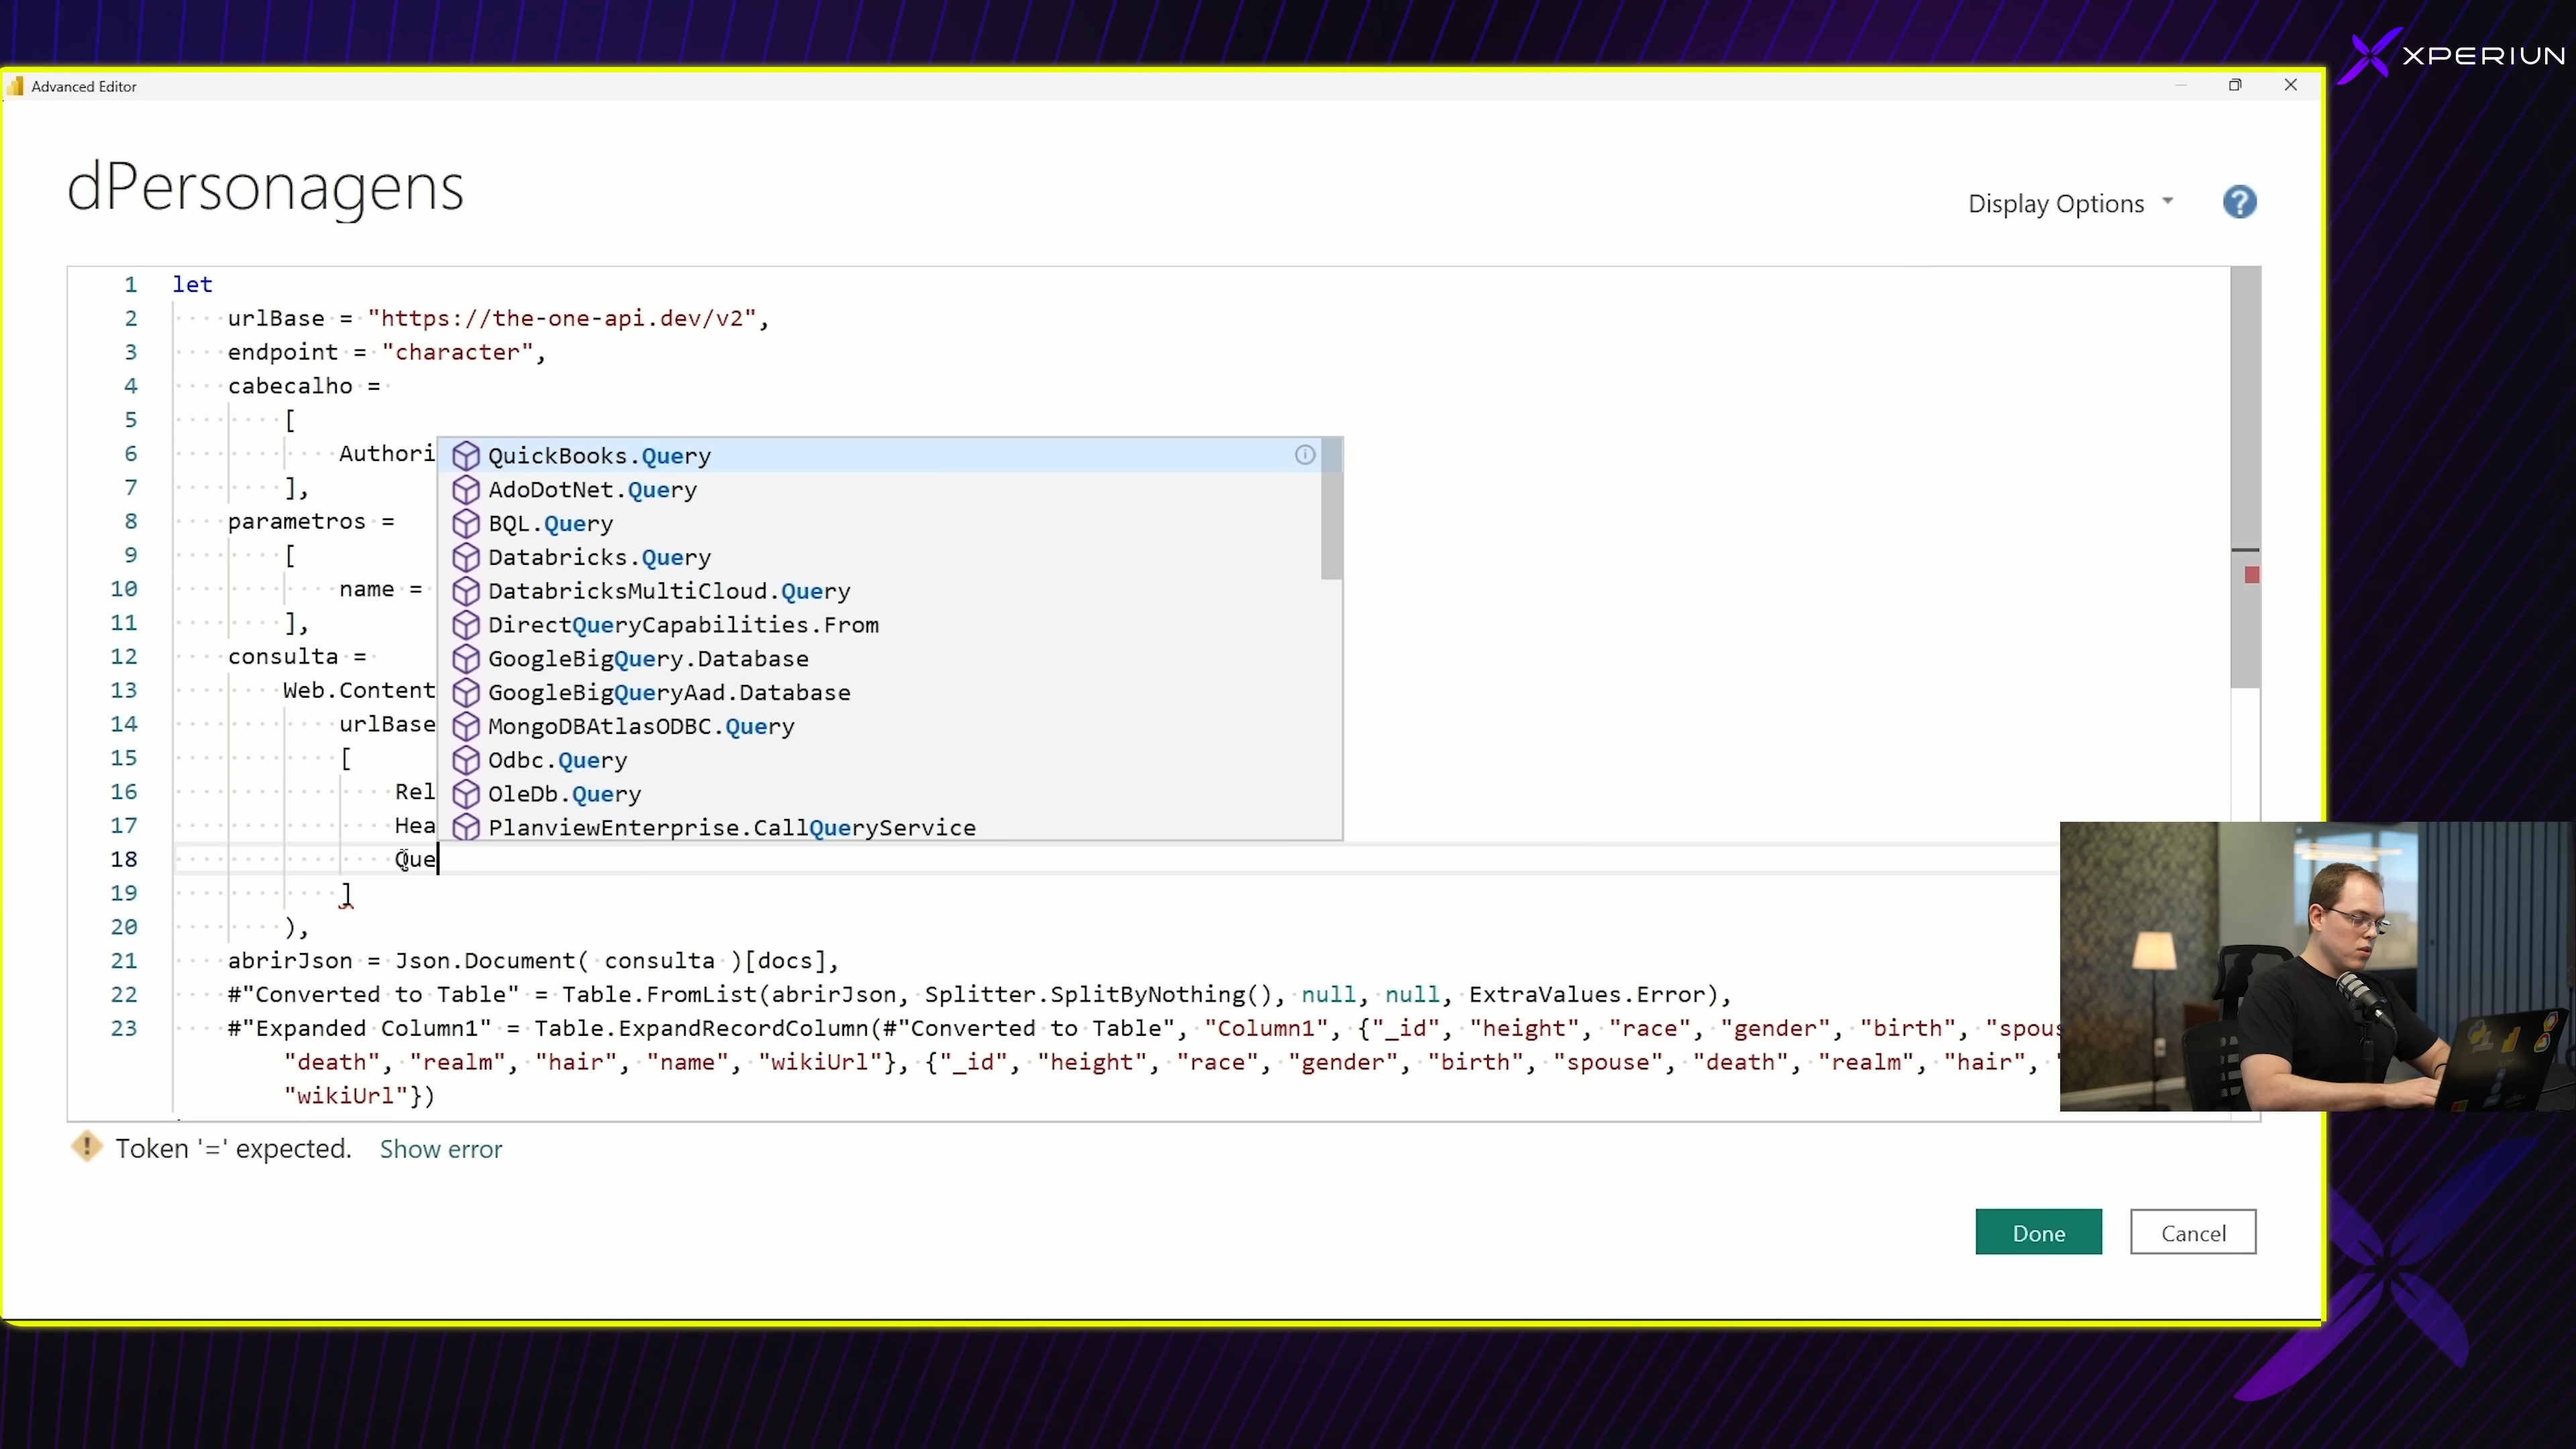 XPERIUN
Advanced Editor
dPersonagens
Display Options
?
1 let
2 urlBase = "https://the-one-api.dev/v2",
3 endpoint = "character",
4 cabecalho =
5 [
6 Authori
7 ],
8 parametros =
9 [
10 name =
11 ],
12 consulta =
13 Web.Content
14 urlBase
15 [
16 Rel
17 Hea
18 Que
19 ]
20 ),
21 abrirJson = Json.Document( consulta )[docs],
22 #"Converted to Table" = Table.FromList(abrirJson, Splitter.SplitByNothing(), null, null, ExtraValues.Error),
23 #"Expanded Column1" = Table.ExpandRecordColumn(#"Converted to Table", "Column1", {"_id", "height", "race", "gender", "birth", "spous
"death", "realm", "hair", "name", "wikiUrl"}, {"_id", "height", "race", "gender", "birth", "spouse", "death", "realm", "hair",
"wikiUrl"})
QuickBooks.Query
AdoDotNet.Query
BQL.Query
Databricks.Query
DatabricksMultiCloud.Query
DirectQueryCapabilities.From
GoogleBigQuery.Database
GoogleBigQueryAad.Database
MongoDBAtlasODBC.Query
Odbc.Query
OleDb.Query
PlanviewEnterprise.CallQueryService
Token '=' expected. Show error
Done
Cancel